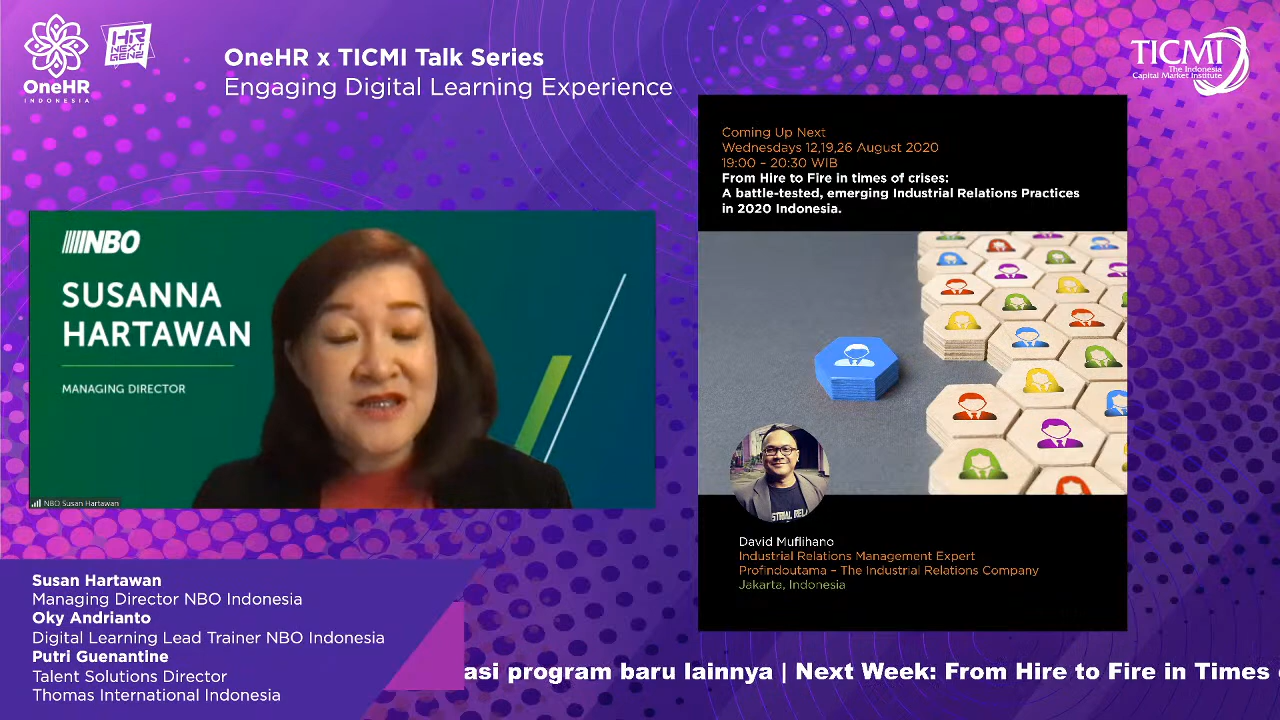 OneHR
INDONESIA
HR
NEXT
GEN
OneHR x TICMI Talk Series
Engaging Digital Learning Experience
TICMI
The Indonesia
Capital Market Institute
Coming Up Next
Wednesdays 12,19,26 August 2020
19:00 – 20:30 WIB
From Hire to Fire in times of crises:
A battle-tested, emerging Industrial Relations Practices
in 2020 Indonesia.
NBO
SUSANNA
HARTAWAN
MANAGING DIRECTOR
NBO Susan Hartawan
David Muflihano
Industrial Relations Management Expert
Profindoutama – The Industrial Relations Company
Jakarta, Indonesia
Susan Hartawan
Managing Director NBO Indonesia
Oky Andrianto
Digital Learning Lead Trainer NBO Indonesia
Putri Guenantine
Talent Solutions Director
Thomas International Indonesia
asi program baru lainnya | Next Week: From Hire to Fire in Times